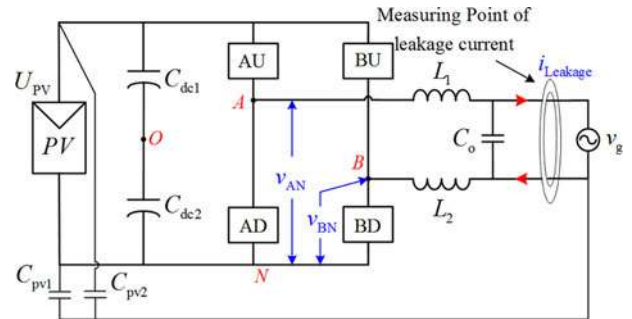 Measuring Point of
leakage current
i_Leakage
U_PV
PV
C_dc1
C_dc2
O
AU
BU
A
B
L_1
L_2
C_o
v_g
v_AN
v_BN
AD
BD
N
C_pv1
C_pv2